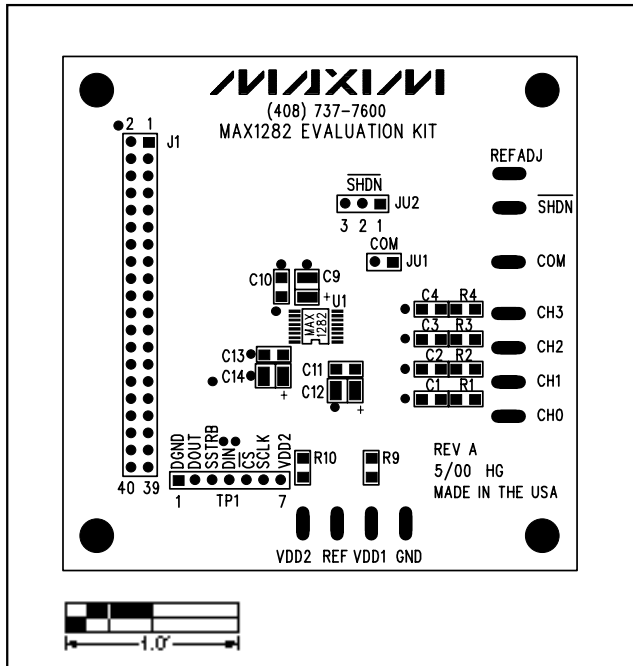 MAXIM
(408) 737-7600
MAX1282 EVALUATION KIT
2 1
J1
REFADJ
SHDN
JU2
3 2 1
SHDN
COM
JU1
COM
C10
C9
+
U1
MAX
1282
C4 R4
CH3
C3 R3
CH2
C13
C11
C2 R2
C14
C12
CH1
C1 R1
+
+
CH0
DGND
DOUT
SSTRB
DIN
CS
SCLK
VDD2
R10
R9
REV A
5/00 HG
MADE IN THE USA
40 39
1
TP1
7
VDD2 REF VDD1 GND
1.0"